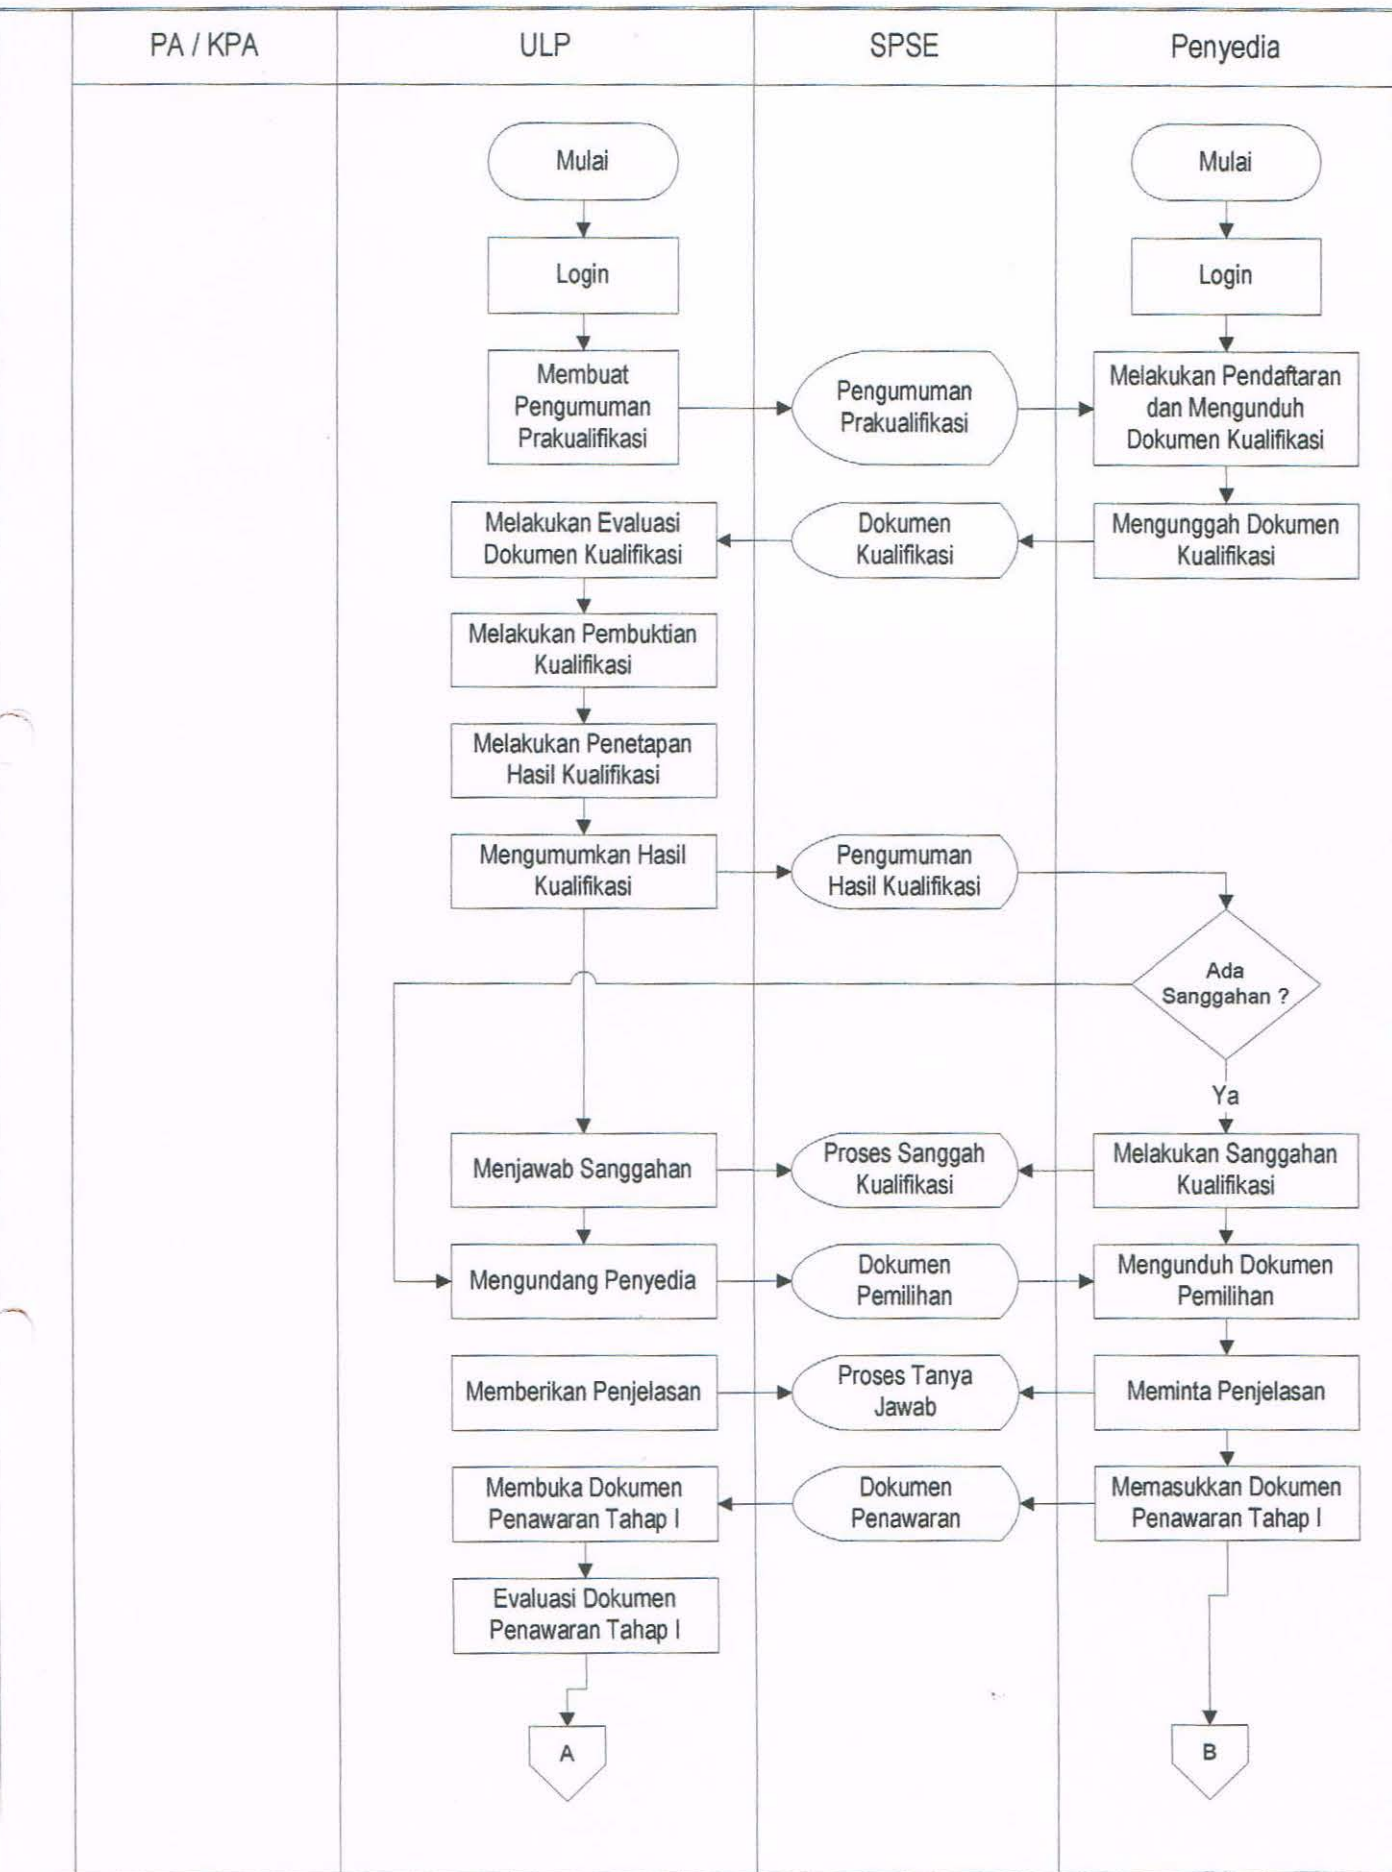 PA / KPA
ULP
SPSE
Penyedia
Mulai
Mulai
Login
Login
Membuat
Pengumuman
Prakualifikasi
Pengumuman
Prakualifikasi
Melakukan Pendaftaran
dan Mengunduh
Dokumen Kualifikasi
Melakukan Evaluasi
Dokumen Kualifikasi
Dokumen
Kualifikasi
Mengunggah Dokumen
Kualifikasi
Melakukan Pembuktian
Kualifikasi
Melakukan Penetapan
Hasil Kualifikasi
Mengumumkan Hasil
Kualifikasi
Pengumuman
Hasil Kualifikasi
Ada
Sanggahan ?
Ya
Menjawab Sanggahan
Proses Sanggah
Kualifikasi
Melakukan Sanggahan
Kualifikasi
Mengundang Penyedia
Dokumen
Pemilihan
Mengunduh Dokumen
Pemilihan
Memberikan Penjelasan
Proses Tanya
Jawab
Meminta Penjelasan
Membuka Dokumen
Penawaran Tahap I
Dokumen
Penawaran
Memasukkan Dokumen
Penawaran Tahap I
Evaluasi Dokumen
Penawaran Tahap I
A
B